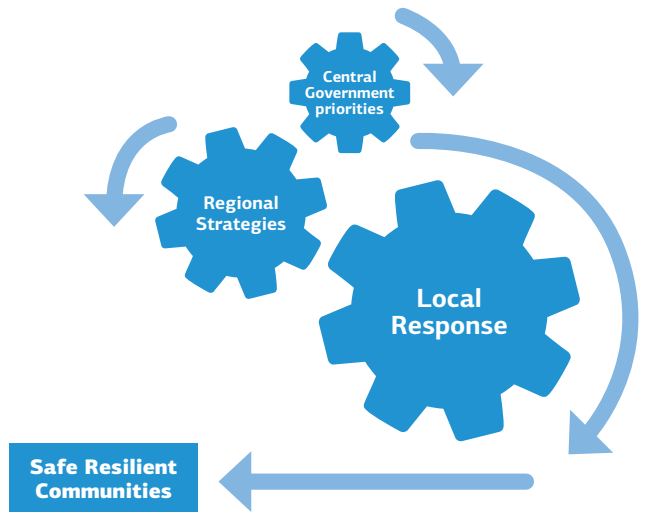 Central
Government
priorities
Regional
Strategies
Local
Response
Safe Resilient
Communities